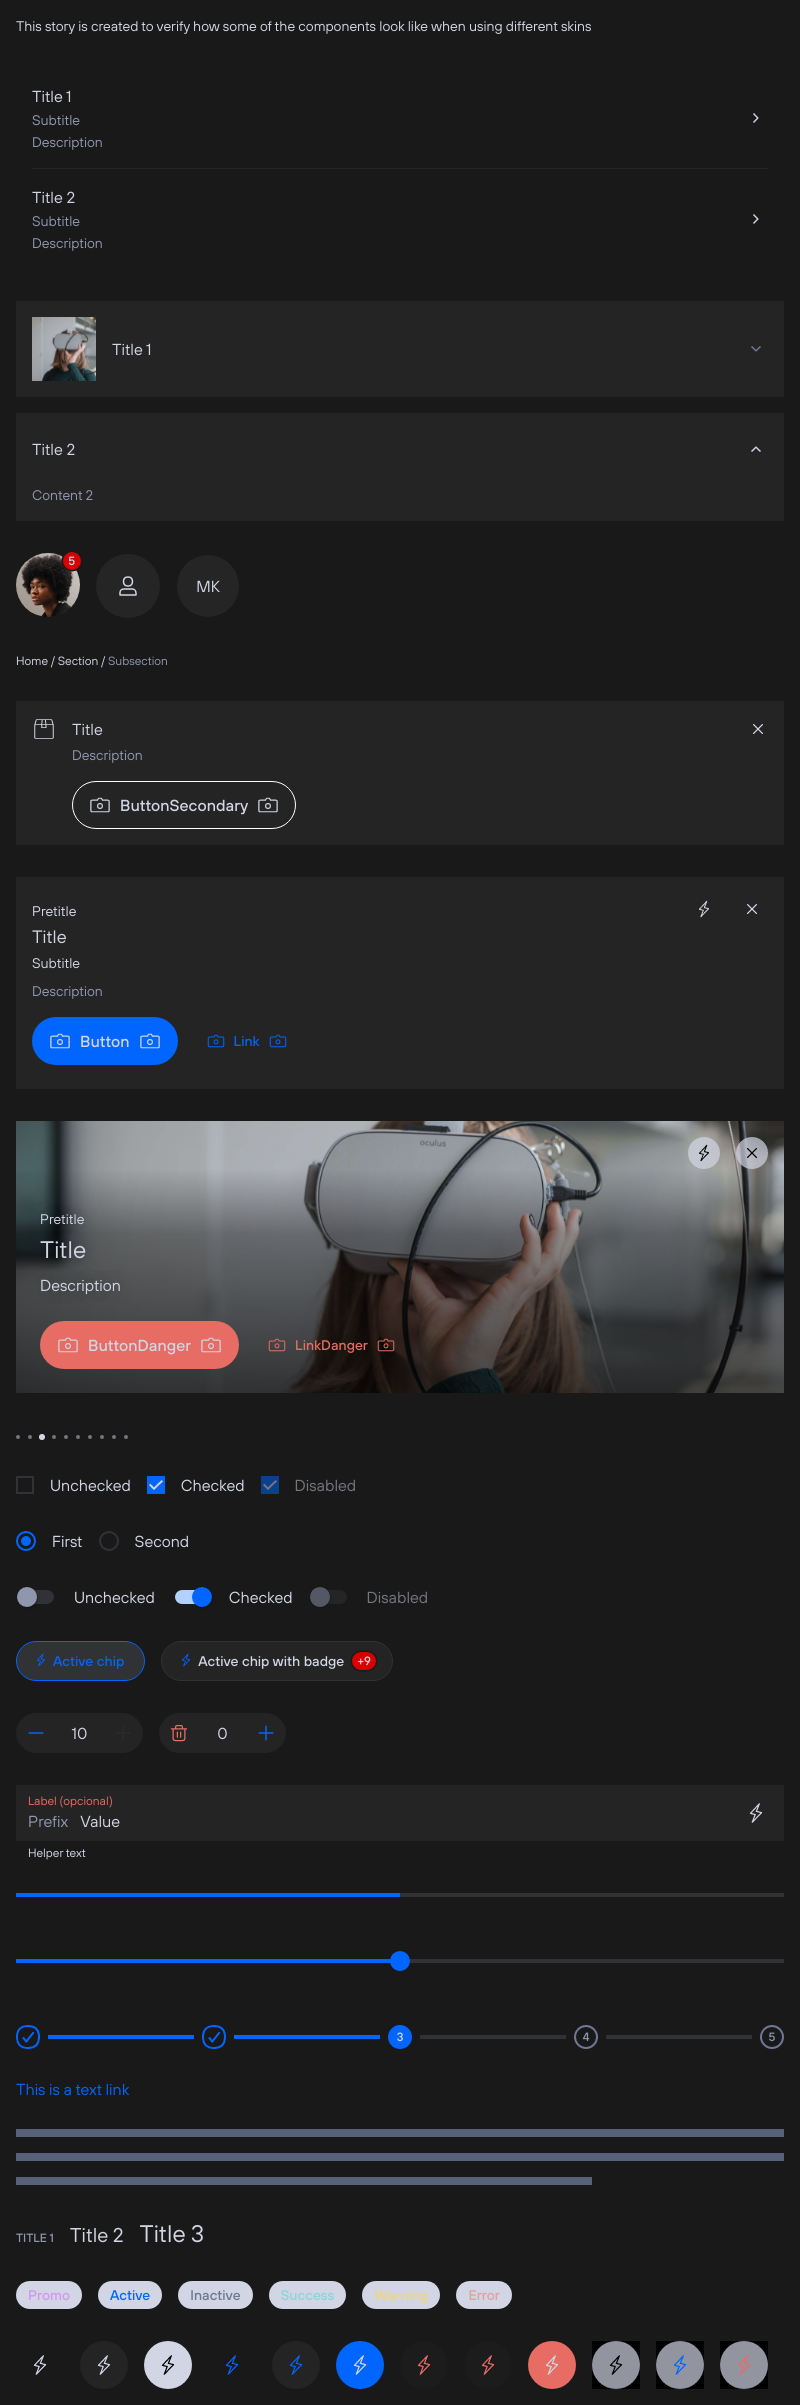 This story is created to verify how some of the components look like when using different skins
Title 1
Subtitle
Description
Title 2
Subtitle
Description
Title 1
Title 2
Content 2
5
MK
Home / Section / Subsection
Title
Description
ButtonSecondary
Pretitle
Title
Subtitle
Description
Button Link
oculus
Pretitle
Title
Description
ButtonDanger LinkDanger
Unchecked Checked Disabled
First Second
Unchecked Checked Disabled
Active chip Active chip with badge +9
10 0
Label (opcional)
Prefix Value
Helper text
3 4 5
This is a text link
TITLE 1 Title 2 Title 3
Promo Active Inactive Success Warning Error